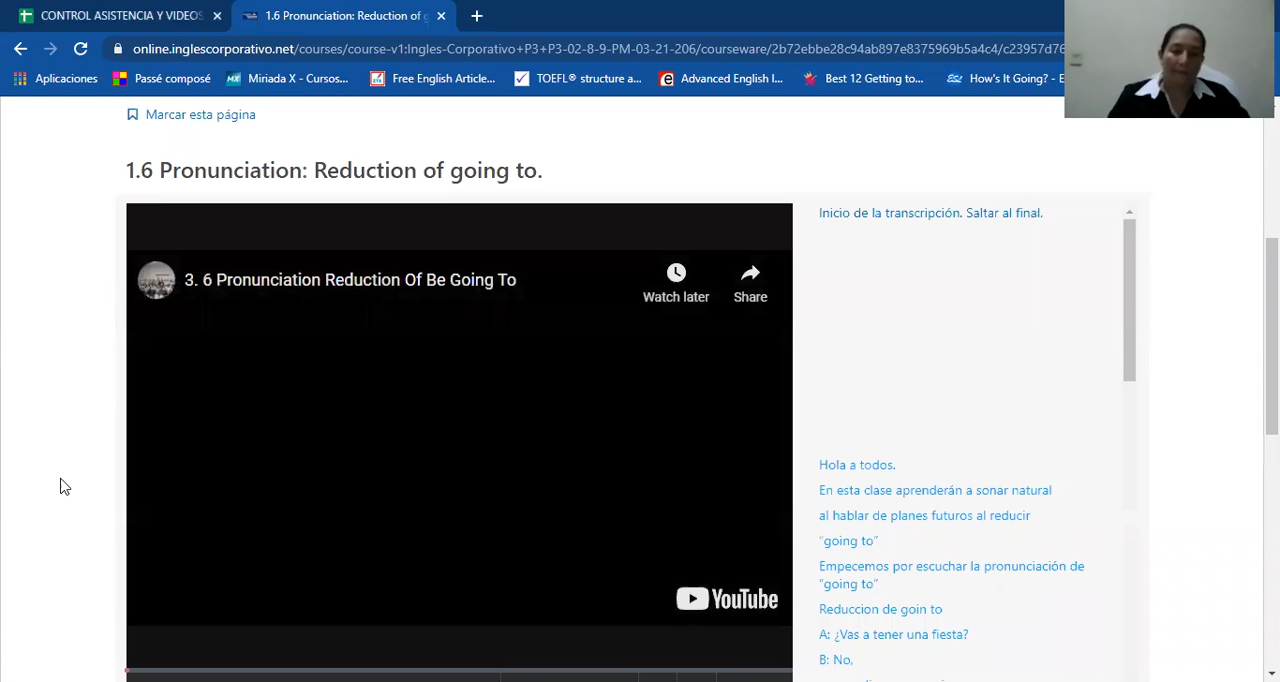 CONTROL ASISTENCIA Y VIDEOS
1.6 Pronunciation: Reduction of g
online.inglescorporativo.net/courses/course-v1:Ingles-Corporativo+P3+P3-02-8-9-PM-03-21-206/courseware/2b72ebbe28c94ab897e8375969b5a4c4/c23957d76
Aplicaciones
Passé composé
Miriada X - Cursos...
Free English Article...
TOEFL® structure a...
Advanced English I...
Best 12 Getting to...
How's It Going? - E
Marcar esta página
1.6 Pronunciation: Reduction of going to.
3. 6 Pronunciation Reduction Of Be Going To
Watch later
Share
YouTube
Inicio de la transcripción. Saltar al final.
Hola a todos.
En esta clase aprenderán a sonar natural
al hablar de planes futuros al reducir
“going to”
Empecemos por escuchar la pronunciación de
“going to”
Reduccion de goin to
A: ¿Vas a tener una fiesta?
B: No,